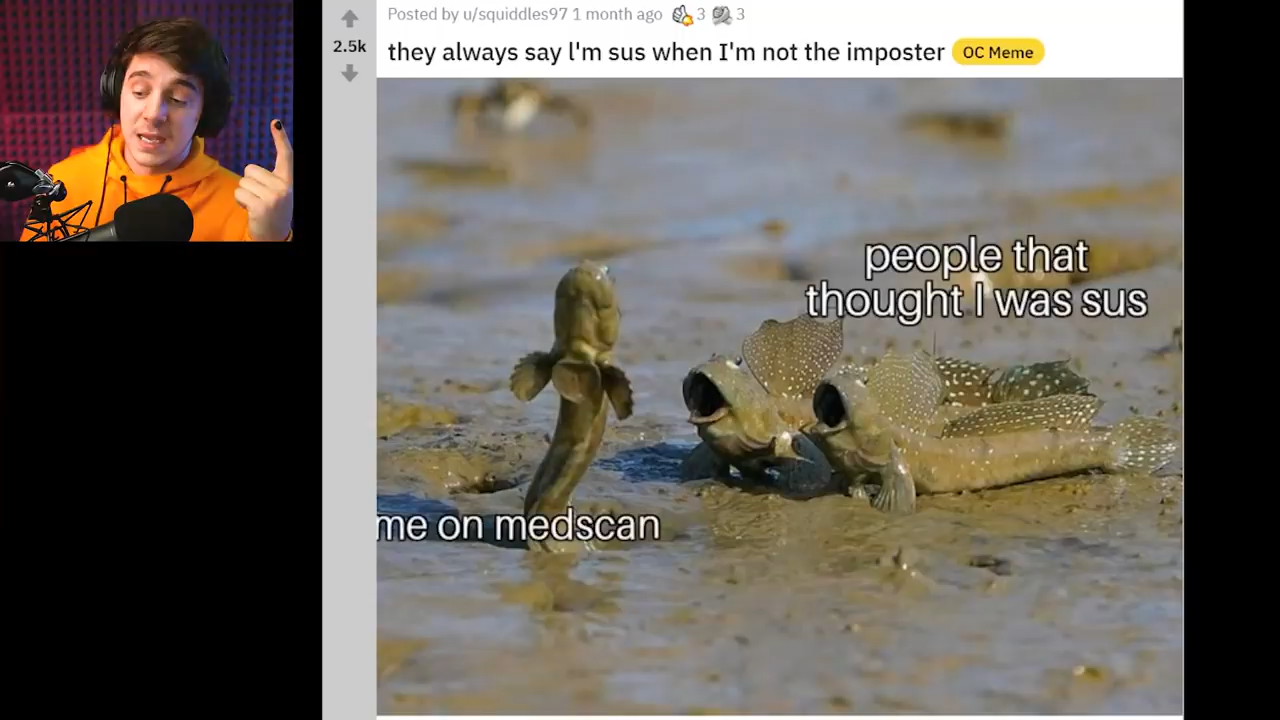 Posted by u/squiddles97 1 month ago 3 3
2.5k
they always say l'm sus when I'm not the imposter OC Meme
people that
thought I was sus
me on medscan